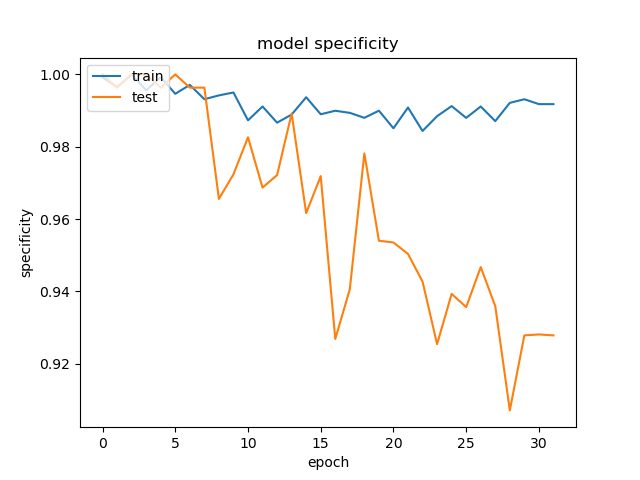 model specificity
1.00
0.98
0.96
0.94
0.92
specificity
train
test
0 5 10 15 20 25 30
epoch